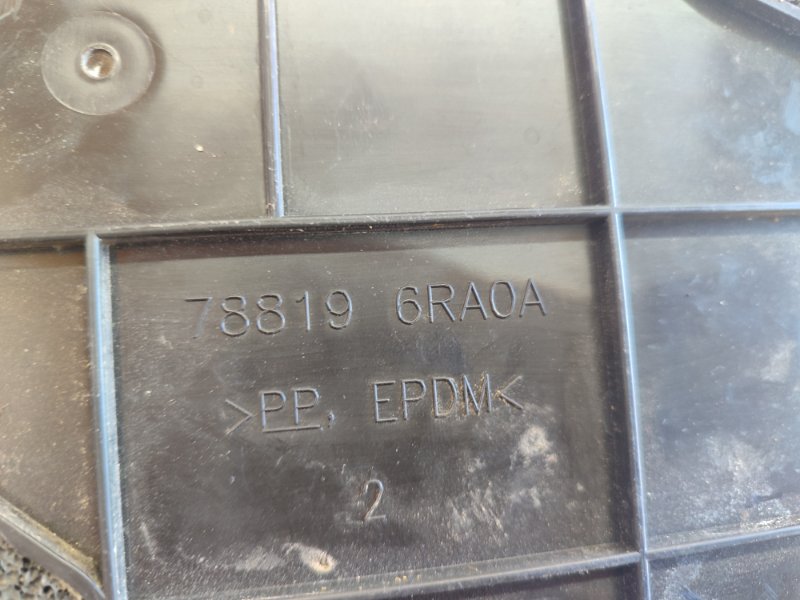 78819 6RA0A
>PP, EPDM<
2